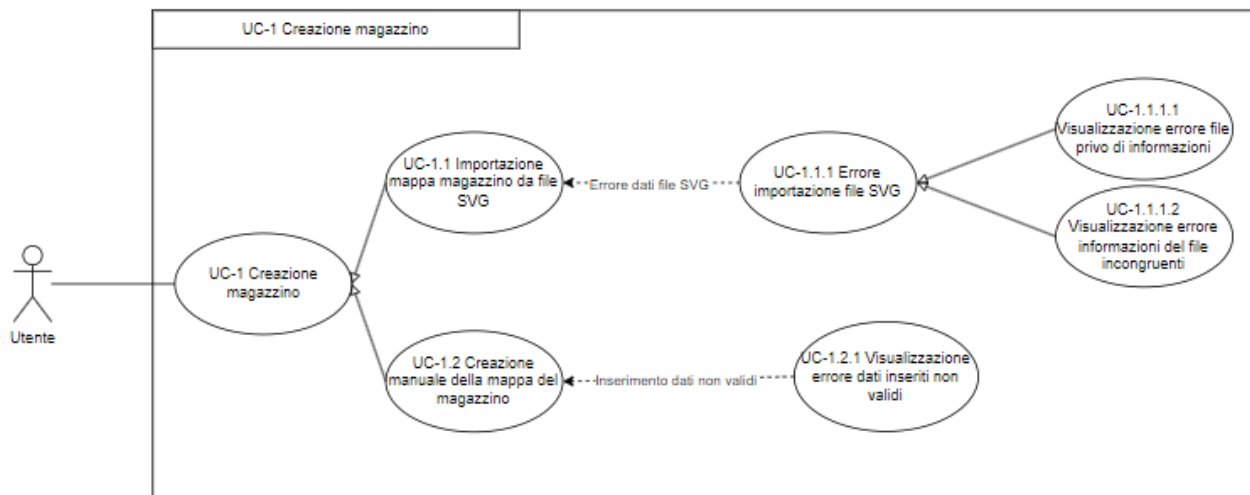 UC-1 Creazione magazzino
UC-1.1.1.1
Visualizzazione errore file
privo di informazioni
UC-1.1 Importazione
mappa magazzino da file
SVG
Errore dati file SVG
UC-1.1.1 Errore
importazione file SVG
UC-1.1.1.2
Visualizzazione errore
informazioni del file
incongruenti
UC-1 Creazione
magazzino
Utente
UC-1.2 Creazione
manuale della mappa del
magazzino
Inserimento dati non validi
UC-1.2.1 Visualizzazione
errore dati inseriti non
validi